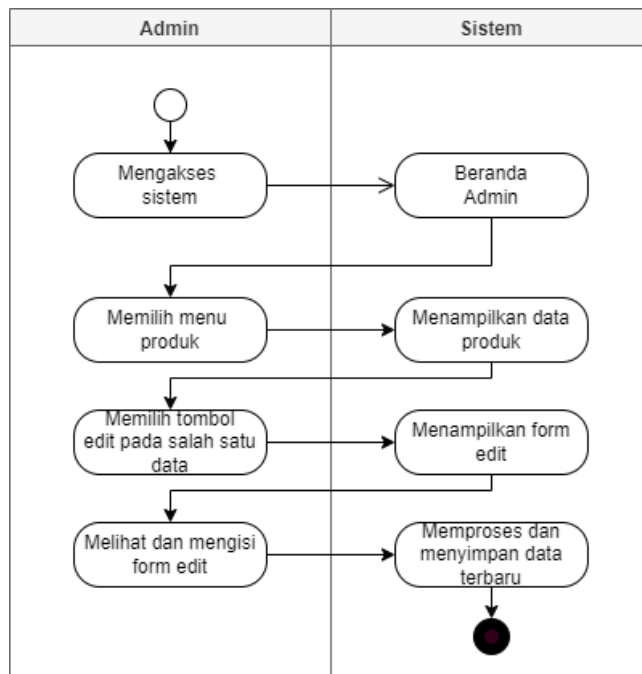 Admin
Sistem
Mengakses
sistem
Beranda
Admin
Memilih menu
produk
Menampilkan data
produk
Memilih tombol
edit pada salah satu
data
Menampilkan form
edit
Melihat dan mengisi
form edit
Memproses dan
menyimpan data
terbaru